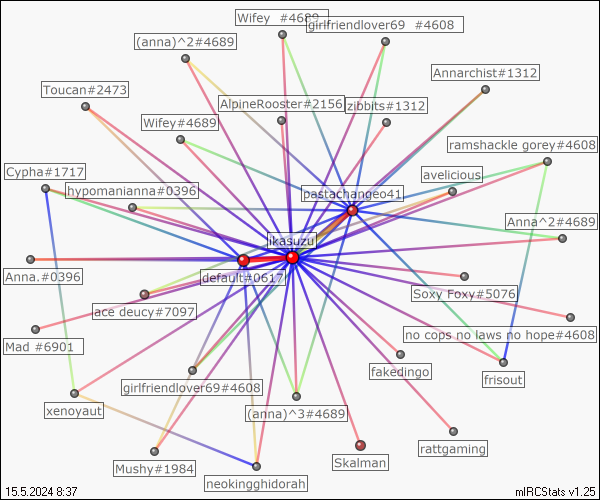 Wifey #4689
girlfriendlover69 #4608
(anna)^2#4689
Annarchist#1312
Toucan#2473
AlpineRooster#2156
zibbits#1312
Wifey#4689
ramshackle gorey#4608
Cypha#1717
avelicious
hypomanianna#0396
pastachangeo41
Anna^2#4689
jkasuzu
Anna.#0396
default#0617
Soxy Foxy#5076
ace deucy#7097
Mad #6901
no cops no laws no hope#4608
fakedingo
frisout
girlfriendlover69#4608
xenoyaut
(anna)^3#4689
rattgaming
Skalman
Mushy#1984
neokingghidorah
15.5.2024 8:37
mIRCStats v1.25